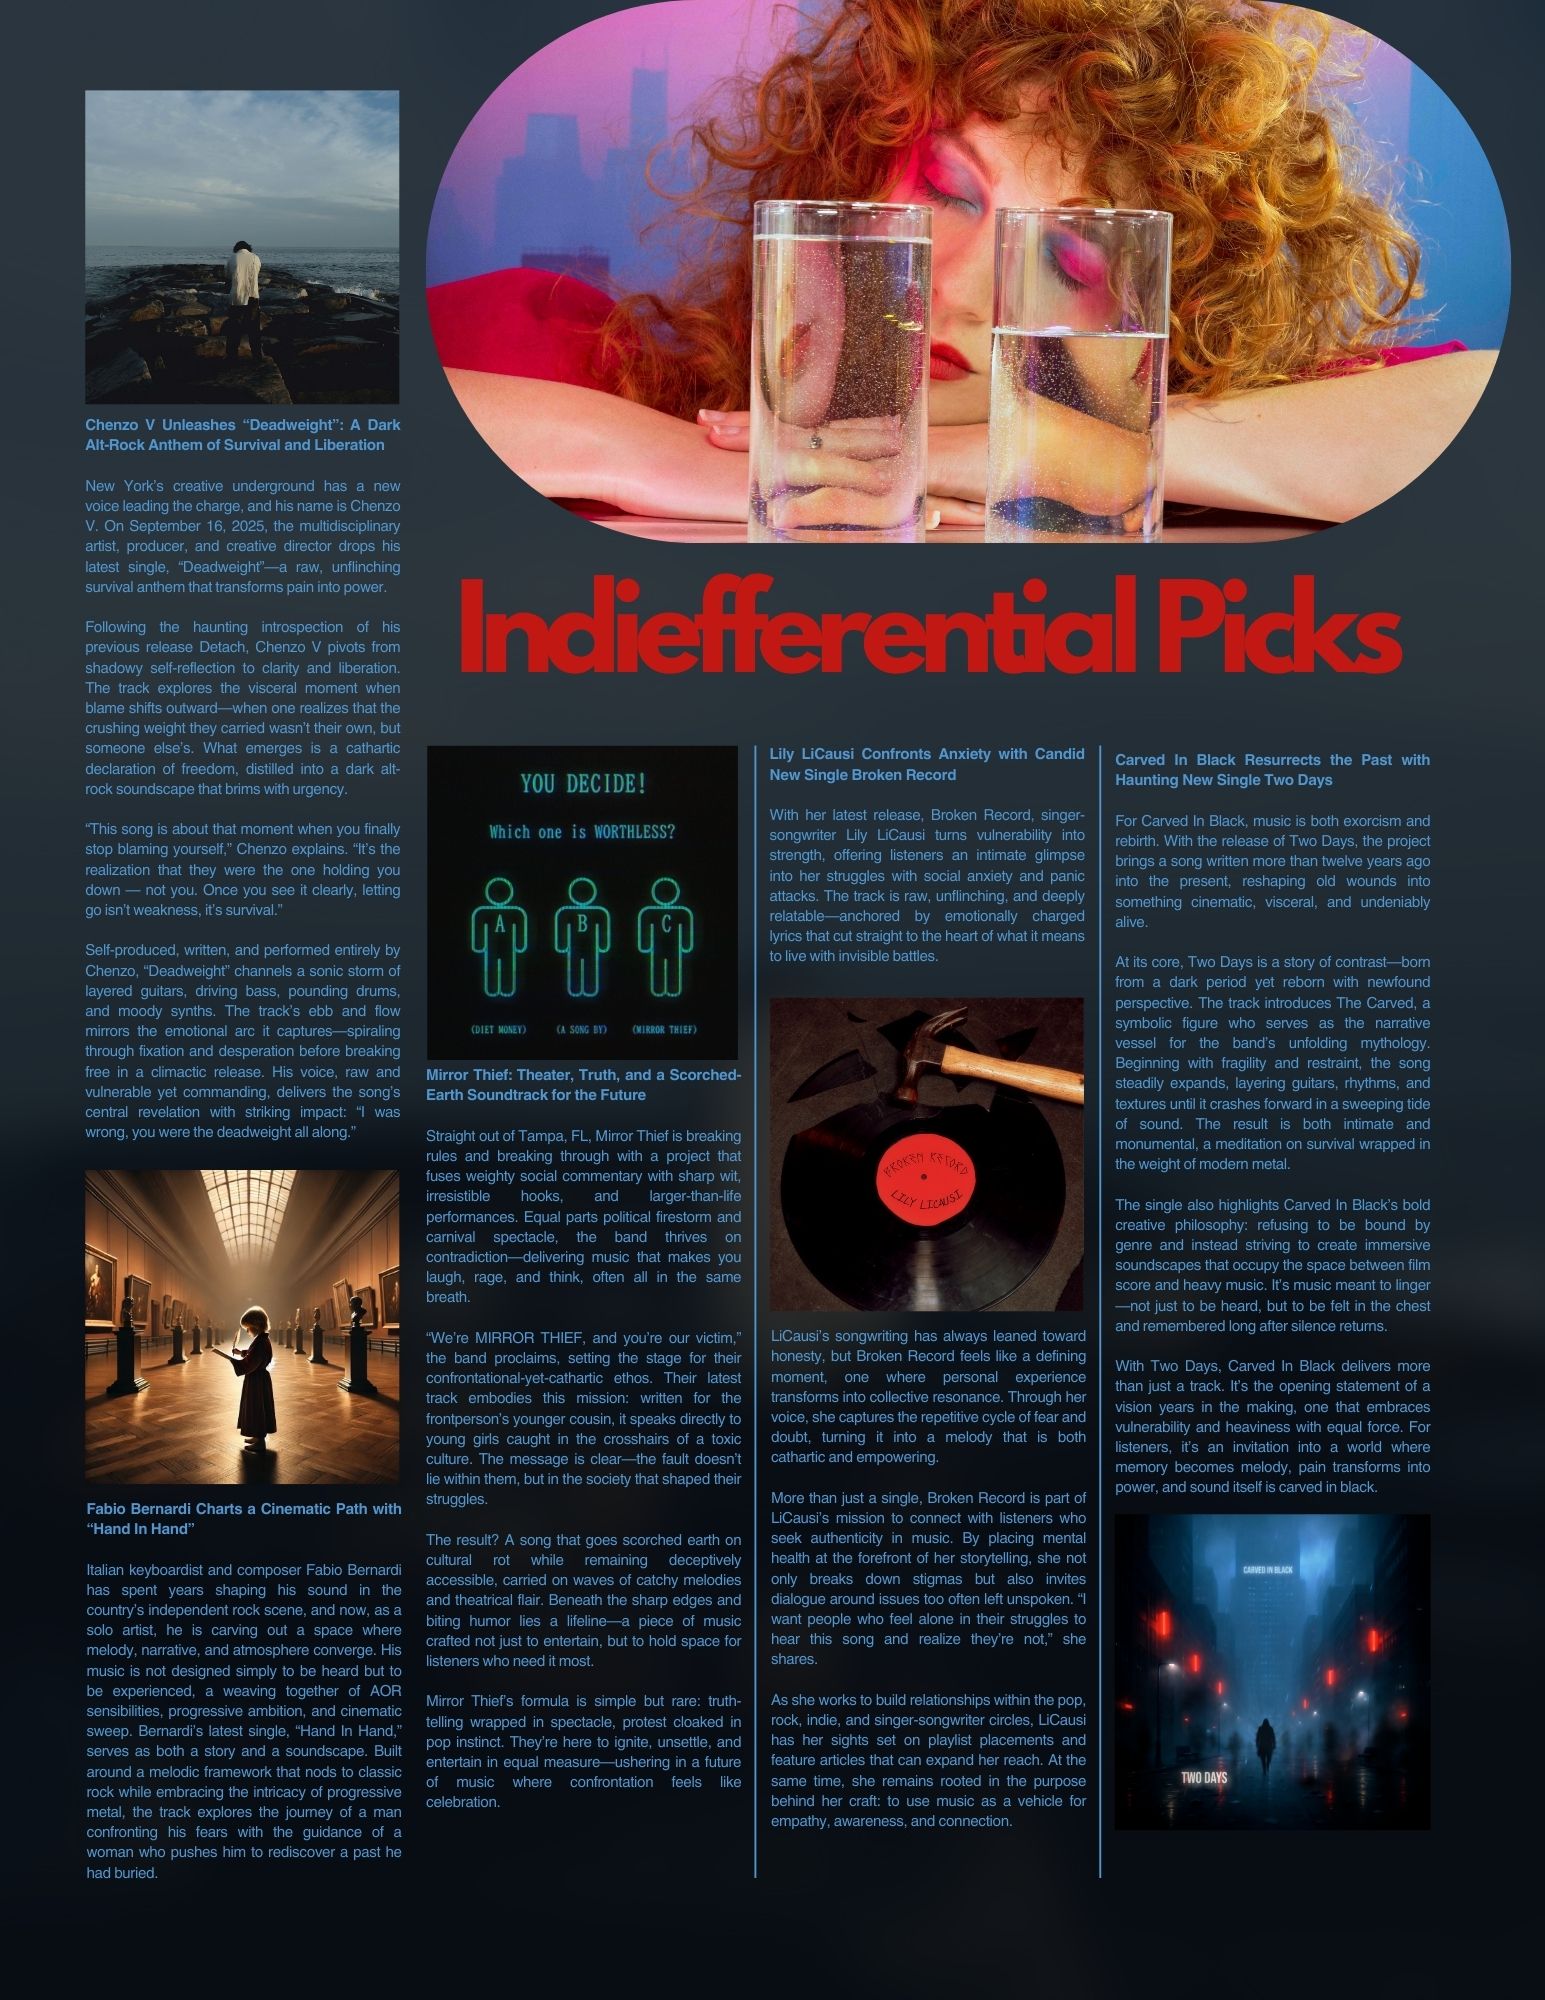 Chenzo V Unleashes “Deadweight”: A Dark
Alt-Rock Anthem of Survival and Liberation
New York’s creative underground has a new
voice leading the charge, and his name is Chenzo
V. On September 16, 2025, the multidisciplinary
artist, producer, and creative director drops his
latest single, “Deadweight”—a raw, unflinching
survival anthem that transforms pain into power.
Following the haunting introspection of his
previous release Detach, Chenzo V pivots from
shadowy self-reflection to clarity and liberation.
The track explores the visceral moment when
blame shifts outward—when one realizes that the
crushing weight they carried wasn’t their own, but
someone else’s. What emerges is a cathartic
declaration of freedom, distilled into a dark alt-
rock soundscape that brims with urgency.
“This song is about that moment when you finally
stop blaming yourself,” Chenzo explains. “It’s the
realization that they were the one holding you
down — not you. Once you see it clearly, letting
go isn’t weakness, it’s survival.”
Self-produced, written, and performed entirely by
Chenzo, “Deadweight” channels a sonic storm of
layered guitars, driving bass, pounding drums,
and moody synths. The track’s ebb and flow
mirrors the emotional arc it captures—spiraling
through fixation and desperation before breaking
free in a climactic release. His voice, raw and
vulnerable yet commanding, delivers the song’s
central revelation with striking impact: “I was
wrong, you were the deadweight all along.”
Fabio Bernardi Charts a Cinematic Path with
“Hand In Hand”
Italian keyboardist and composer Fabio Bernardi
has spent years shaping his sound in the
country’s independent rock scene, and now, as a
solo artist, he is carving out a space where
melody, narrative, and atmosphere converge. His
music is not designed simply to be heard but to
be experienced, a weaving together of AOR
sensibilities, progressive ambition, and cinematic
sweep. Bernardi’s latest single, “Hand In Hand,”
serves as both a story and a soundscape. Built
around a melodic framework that nods to classic
rock while embracing the intricacy of progressive
metal, the track explores the journey of a man
confronting his fears with the guidance of a
woman who pushes him to rediscover a past he
had buried.
Indiefferential Picks
YOU DECIDE!
Which one is WORTHLESS?
A B C
(DIET MONEY) (A SONG BY) (MIRROR THIEF)
Mirror Thief: Theater, Truth, and a Scorched-
Earth Soundtrack for the Future
Straight out of Tampa, FL, Mirror Thief is breaking
rules and breaking through with a project that
fuses weighty social commentary with sharp wit,
irresistible hooks, and larger-than-life
performances. Equal parts political firestorm and
carnival spectacle, the band thrives on
contradiction—delivering music that makes you
laugh, rage, and think, often all in the same
breath.
“We’re MIRROR THIEF, and you’re our victim,”
the band proclaims, setting the stage for their
confrontational-yet-cathartic ethos. Their latest
track embodies this mission: written for the
frontperson’s younger cousin, it speaks directly to
young girls caught in the crosshairs of a toxic
culture. The message is clear—the fault doesn’t
lie within them, but in the society that shaped their
struggles.
The result? A song that goes scorched earth on
cultural rot while remaining deceptively
accessible, carried on waves of catchy melodies
and theatrical flair. Beneath the sharp edges and
biting humor lies a lifeline—a piece of music
crafted not just to entertain, but to hold space for
listeners who need it most.
Mirror Thief’s formula is simple but rare: truth-
telling wrapped in spectacle, protest cloaked in
pop instinct. They’re here to ignite, unsettle, and
entertain in equal measure—ushering in a future
of music where confrontation feels like
celebration.
Lily LiCausi Confronts Anxiety with Candid
New Single Broken Record
With her latest release, Broken Record, singer-
songwriter Lily LiCausi turns vulnerability into
strength, offering listeners an intimate glimpse
into her struggles with social anxiety and panic
attacks. The track is raw, unflinching, and deeply
relatable—anchored by emotionally charged
lyrics that cut straight to the heart of what it means
to live with invisible battles.
BROKEN RECORD
LILY LICAUSI
LiCausi’s songwriting has always leaned toward
honesty, but Broken Record feels like a defining
moment, one where personal experience
transforms into collective resonance. Through her
voice, she captures the repetitive cycle of fear and
doubt, turning it into a melody that is both
cathartic and empowering.
More than just a single, Broken Record is part of
LiCausi’s mission to connect with listeners who
seek authenticity in music. By placing mental
health at the forefront of her storytelling, she not
only breaks down stigmas but also invites
dialogue around issues too often left unspoken. “I
want people who feel alone in their struggles to
hear this song and realize they’re not,” she
shares.
As she works to build relationships within the pop,
rock, indie, and singer-songwriter circles, LiCausi
has her sights set on playlist placements and
feature articles that can expand her reach. At the
same time, she remains rooted in the purpose
behind her craft: to use music as a vehicle for
empathy, awareness, and connection.
Carved In Black Resurrects the Past with
Haunting New Single Two Days
For Carved In Black, music is both exorcism and
rebirth. With the release of Two Days, the project
brings a song written more than twelve years ago
into the present, reshaping old wounds into
something cinematic, visceral, and undeniably
alive.
At its core, Two Days is a story of contrast—born
from a dark period yet reborn with newfound
perspective. The track introduces The Carved, a
symbolic figure who serves as the narrative
vessel for the band’s unfolding mythology.
Beginning with fragility and restraint, the song
steadily expands, layering guitars, rhythms, and
textures until it crashes forward in a sweeping tide
of sound. The result is both intimate and
monumental, a meditation on survival wrapped in
the weight of modern metal.
The single also highlights Carved In Black’s bold
creative philosophy: refusing to be bound by
genre and instead striving to create immersive
soundscapes that occupy the space between film
score and heavy music. It’s music meant to linger
—not just to be heard, but to be felt in the chest
and remembered long after silence returns.
With Two Days, Carved In Black delivers more
than just a track. It’s the opening statement of a
vision years in the making, one that embraces
vulnerability and heaviness with equal force. For
listeners, it’s an invitation into a world where
memory becomes melody, pain transforms into
power, and sound itself is carved in black.
CARVED IN BLACK
TWO DAYS